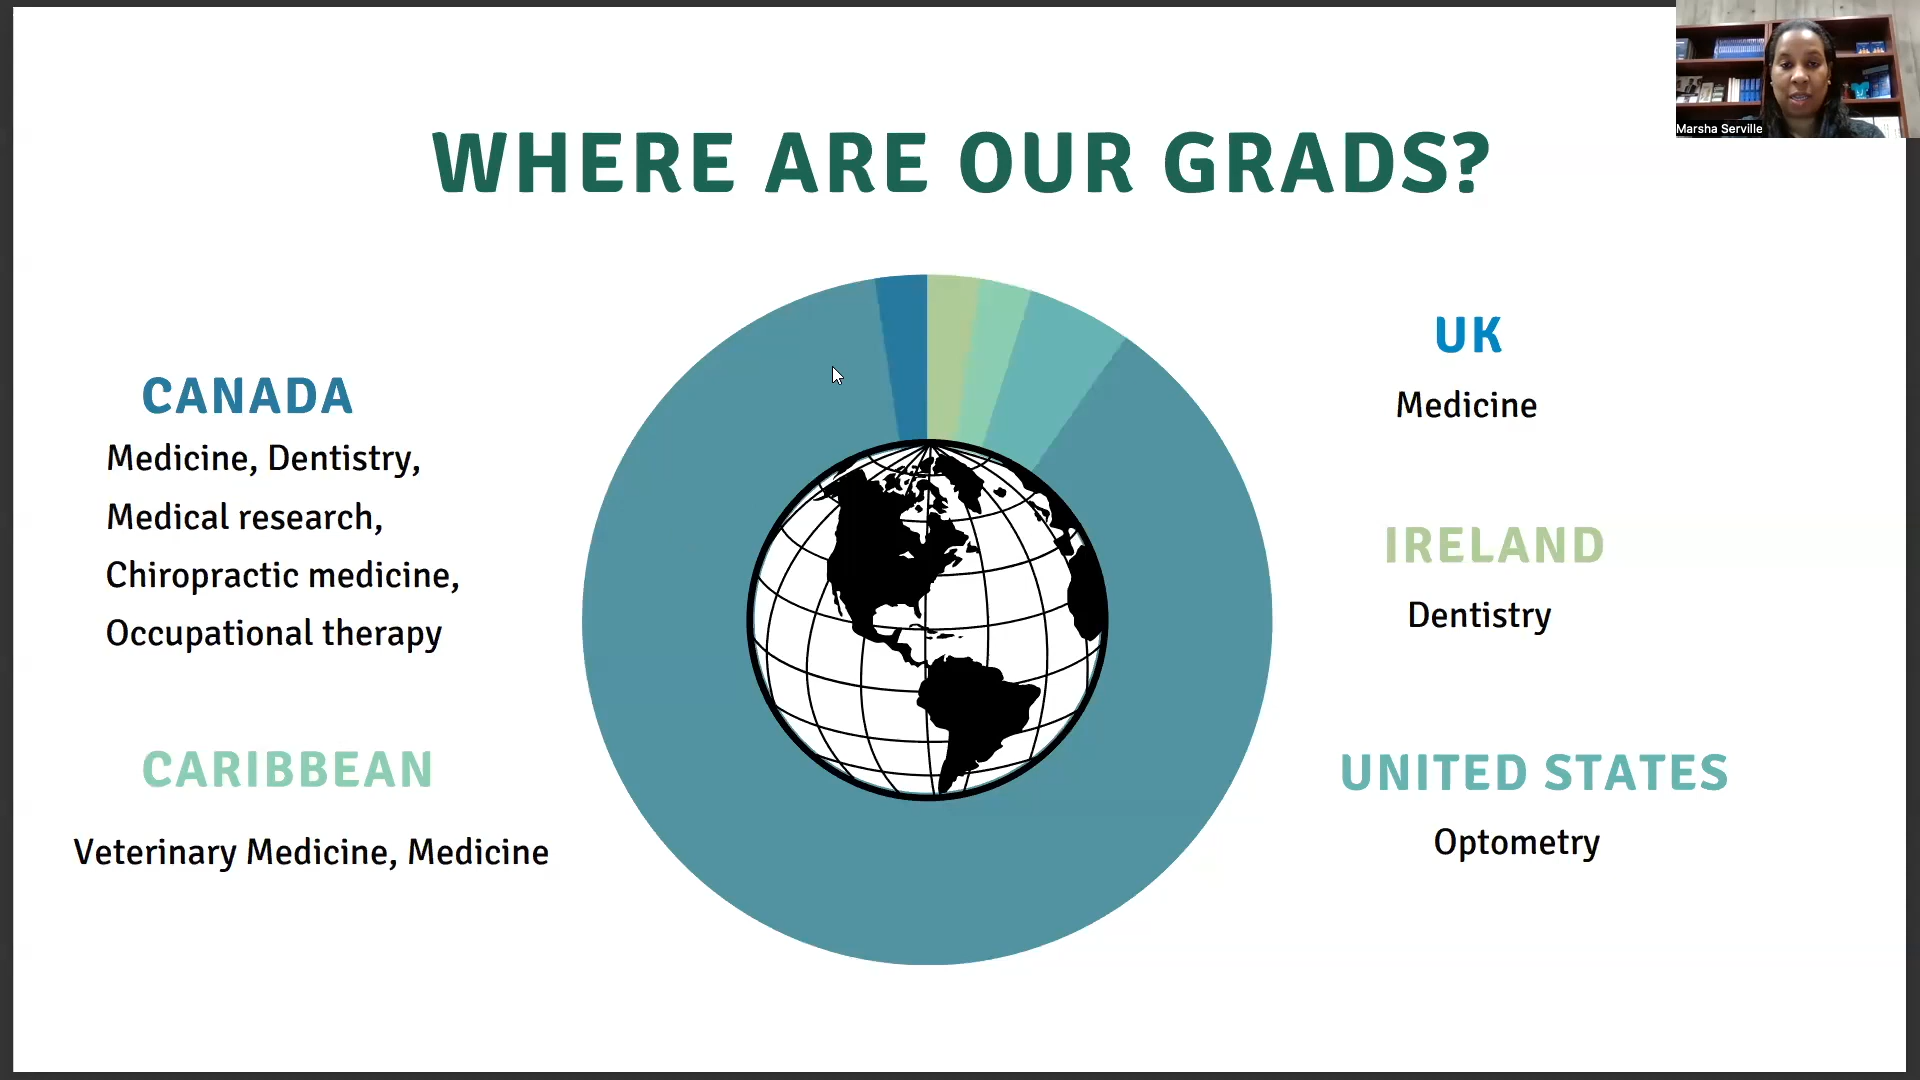 WHERE ARE OUR GRADS?
Marsha Serville
CANADA
Medicine, Dentistry,
Medical research,
Chiropractic medicine,
Occupational therapy
CARIBBEAN
Veterinary Medicine, Medicine
UK
Medicine
IRELAND
Dentistry
UNITED STATES
Optometry